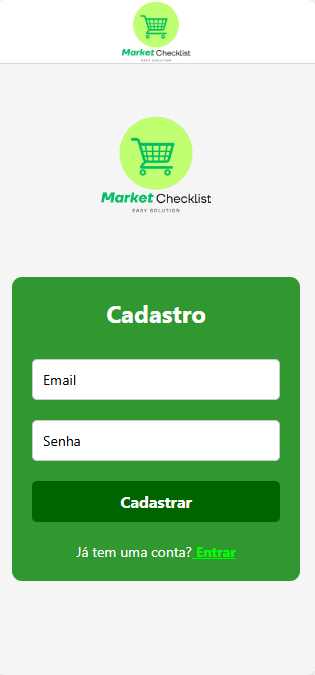 Market Checklist
EASY SOLUTION
Market Checklist
EASY SOLUTION
Cadastro
Email
Senha
Cadastrar
Já tem uma conta? Entrar